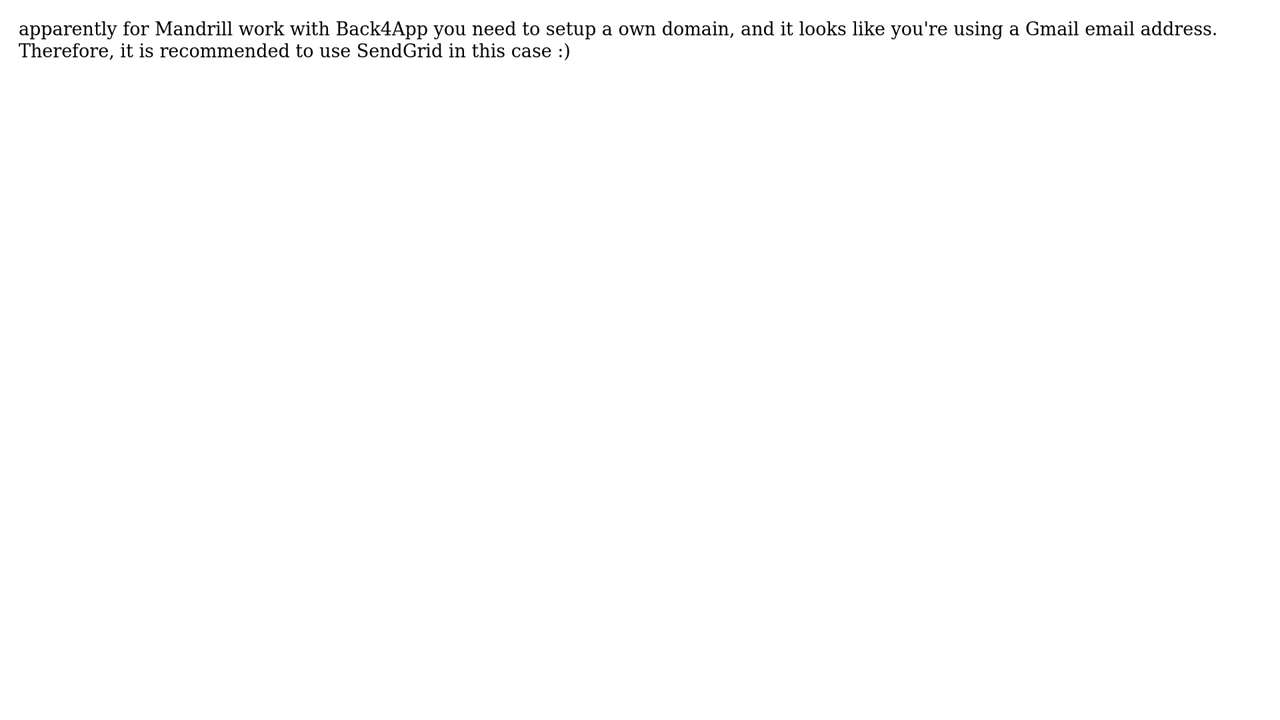 apparently for Mandrill work with Back4App you need to setup a own domain, and it looks like you're using a Gmail email address.
Therefore, it is recommended to use SendGrid in this case :)